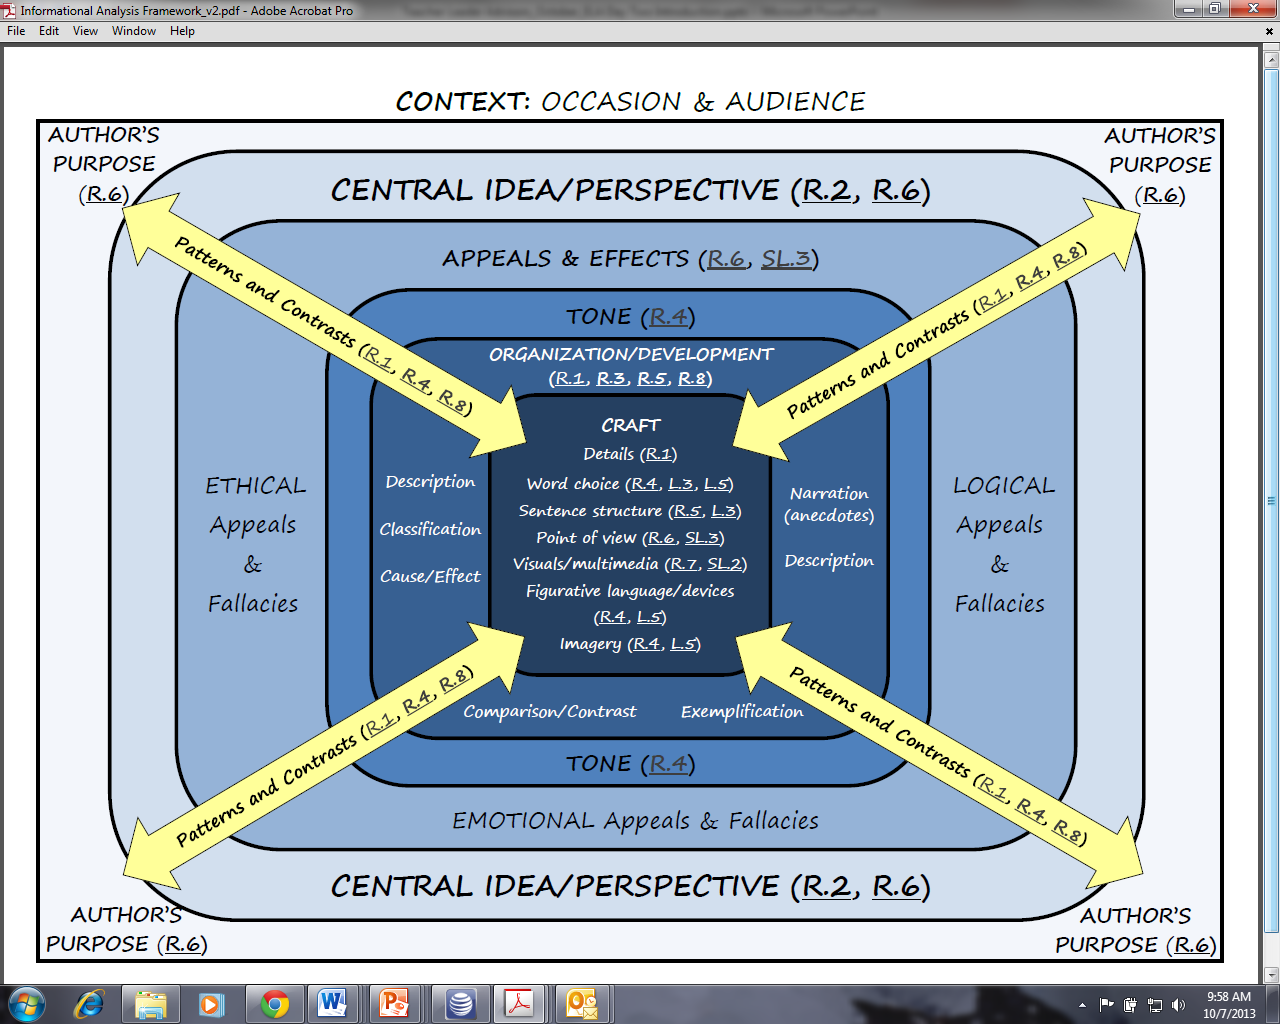 Informational Analysis Framework_v2.pdf - Adobe Acrobat Pro
File Edit View Window Help
CONTEXT: OCCASION & AUDIENCE
AUTHOR'S
PURPOSE
(R.6)
AUTHOR'S
PURPOSE
(R.6)
CENTRAL IDEA/PERSPECTIVE (R.2, R.6)
APPEALS & EFFECTS (R.6, SL.3)
TONE (R.4)
ORGANIZATION/DEVELOPMENT
(R.1, R.3, R.5, R.8)
Patterns and Contrasts (R.1, R.4, R.8)
Patterns and Contrasts (R.1, R.4, R.8)
CRAFT
Details (R.1)
Word choice (R.4, L.3, L.5)
Sentence structure (R.5, L.3)
Point of view (R.6, SL.3)
Visuals/multimedia (R.7, SL.2)
Figurative language/devices
(R.4, L.5)
Imagery (R.4, L.5)
ETHICAL
Appeals
&
Fallacies
Description
Classification
Cause/Effect
Narration
(anecdotes)
Description
LOGICAL
Appeals
&
Fallacies
Comparison/Contrast
Exemplification
Patterns and Contrasts (R.1, R.4, R.8)
Patterns and Contrasts (R.1, R.4, R.8)
TONE (R.4)
EMOTIONAL Appeals & Fallacies
CENTRAL IDEA/PERSPECTIVE (R.2, R.6)
AUTHOR'S
PURPOSE (R.6)
AUTHOR'S
PURPOSE (R.6)
9:58 AM
10/7/2013